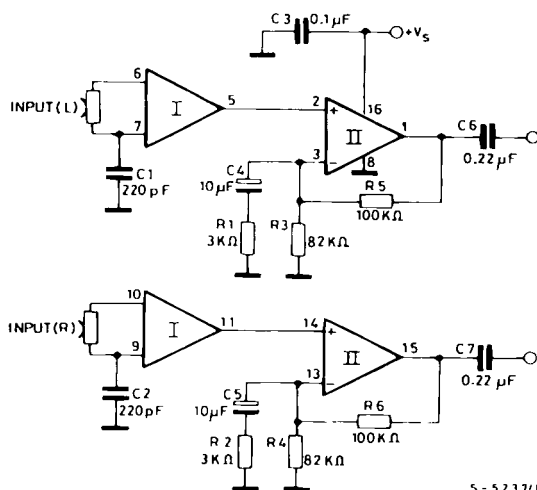 C3
0.1µF
+Vs
6
INPUT(L)
I
5
2
+
16
7
II
1
C6
0.22µF
3
-
8
C1
220pF
C4
10µF
R5
100KΩ
R1
3KΩ
R3
82KΩ
10
INPUT(R)
I
11
14
+
9
II
15
C7
0.22 µF
13
-
C2
220pF
C5
10µF
R6
100KΩ
R2
3KΩ
R4
82KΩ